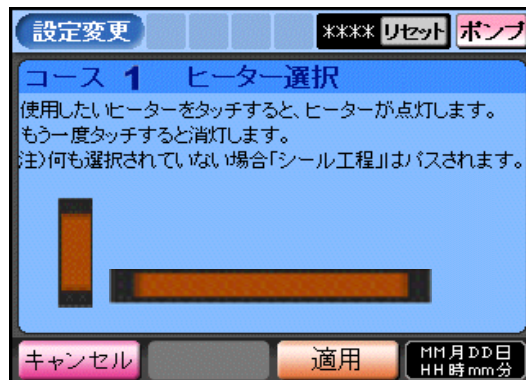 設定変更 **** リセット ポンプ
コース 1 ヒーター選択
使用したいヒーターをタッチすると、ヒーターが点灯します。
もう一度タッチすると消灯します。
注)何も選択されていない場合「シール工程」はパスされます。
キャンセル 適用 MM月DD日
HH時mm分